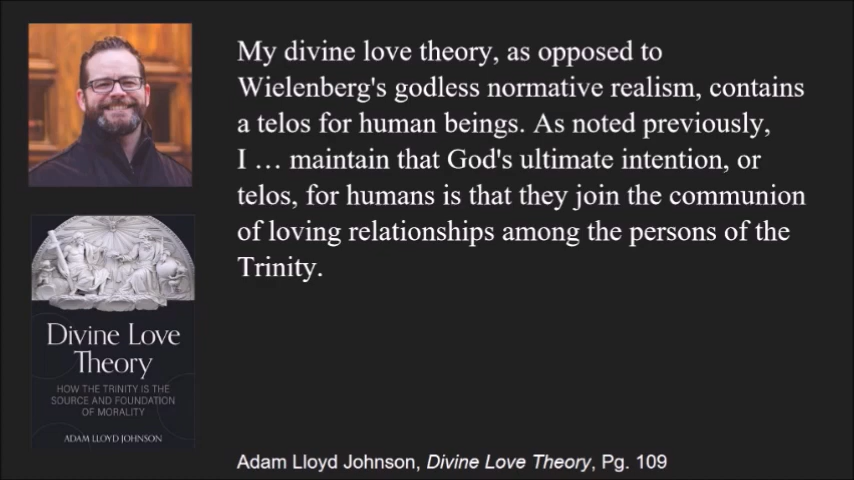 My divine love theory, as opposed to
Wielenberg's godless normative realism, contains
a telos for human beings. As noted previously,
I … maintain that God's ultimate intention, or
telos, for humans is that they join the communion
of loving relationships among the persons of the
Trinity.
Divine Love
Theory
HOW THE TRINITY IS THE
SOURCE AND FOUNDATION
OF MORALITY
ADAM LLOYD JOHNSON
Adam Lloyd Johnson, Divine Love Theory, Pg. 109